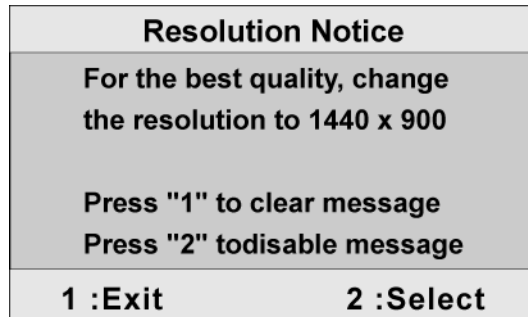 Resolution Notice
For the best quality, change
the resolution to 1440 x 900
Press "1" to clear message
Press "2" todisable message
1 :Exit 2 :Select